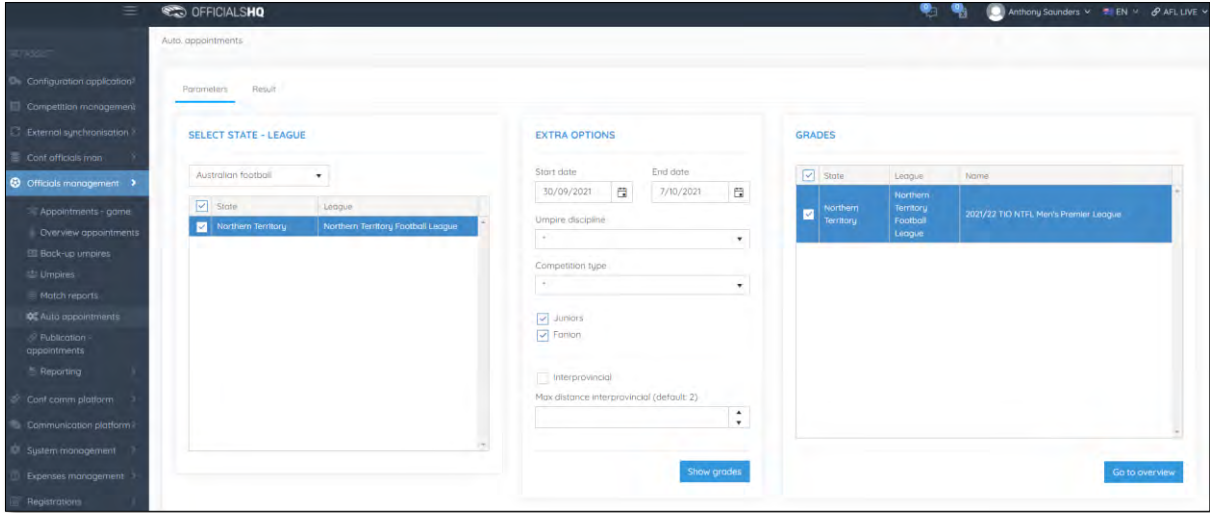 OFFICIALSHQ
Anthony Saunders
EN
AFL LIVE
Auto. appointments
Configuration application
Competition management
External synchronisation
Conf officials man
Officials management
Appointments - game
Overview appointments
Back-up umpires
Umpires
Match reports
Auto appointments
Publication -
appointments
Reporting
Conf comm platform
Communication platform
System management
Expenses management
Registrations
Parameters Result
SELECT STATE - LEAGUE
Australian football
State League
Northern Territory Northern Territory Football League
EXTRA OPTIONS
Start date End date
30/09/2021 7/10/2021
Umpire discipline
Competition type
Juniors
Fanion
Interprovincial
Max distance interprovincial (default: 2)
Show grades
GRADES
State League Name
Northern
Territory
Northern
Territory
Football
League
2021/22 TIO NTFL Men's Premier League
Go to overview